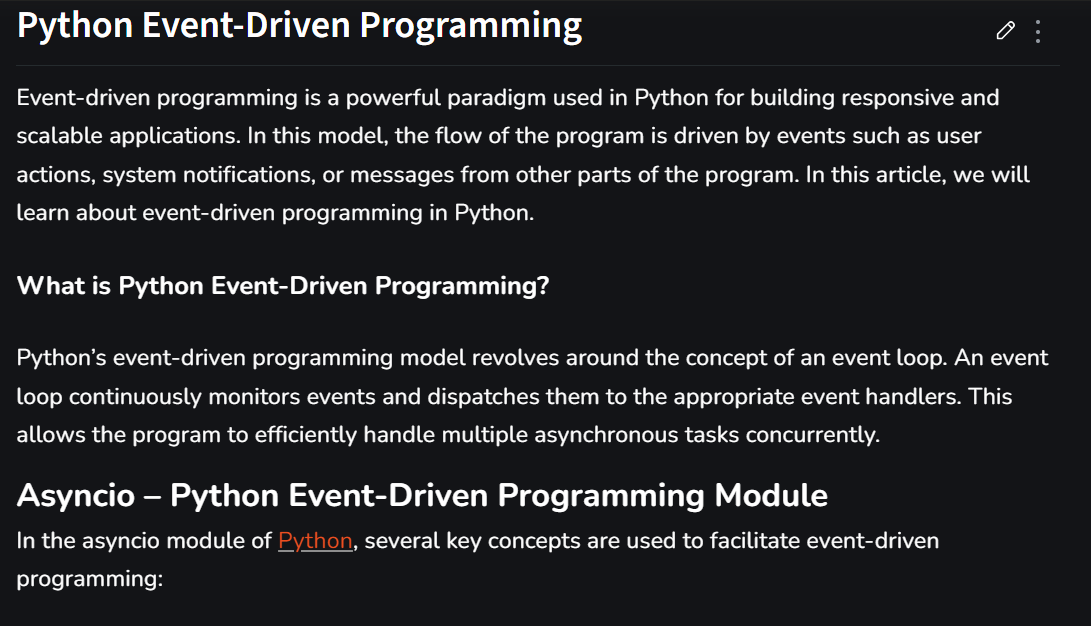 Python Event-Driven Programming
Event-driven programming is a powerful paradigm used in Python for building responsive and
scalable applications. In this model, the flow of the program is driven by events such as user
actions, system notifications, or messages from other parts of the program. In this article, we will
learn about event-driven programming in Python.
What is Python Event-Driven Programming?
Python’s event-driven programming model revolves around the concept of an event loop. An event
loop continuously monitors events and dispatches them to the appropriate event handlers. This
allows the program to efficiently handle multiple asynchronous tasks concurrently.
Asyncio – Python Event-Driven Programming Module
In the asyncio module of Python, several key concepts are used to facilitate event-driven
programming: